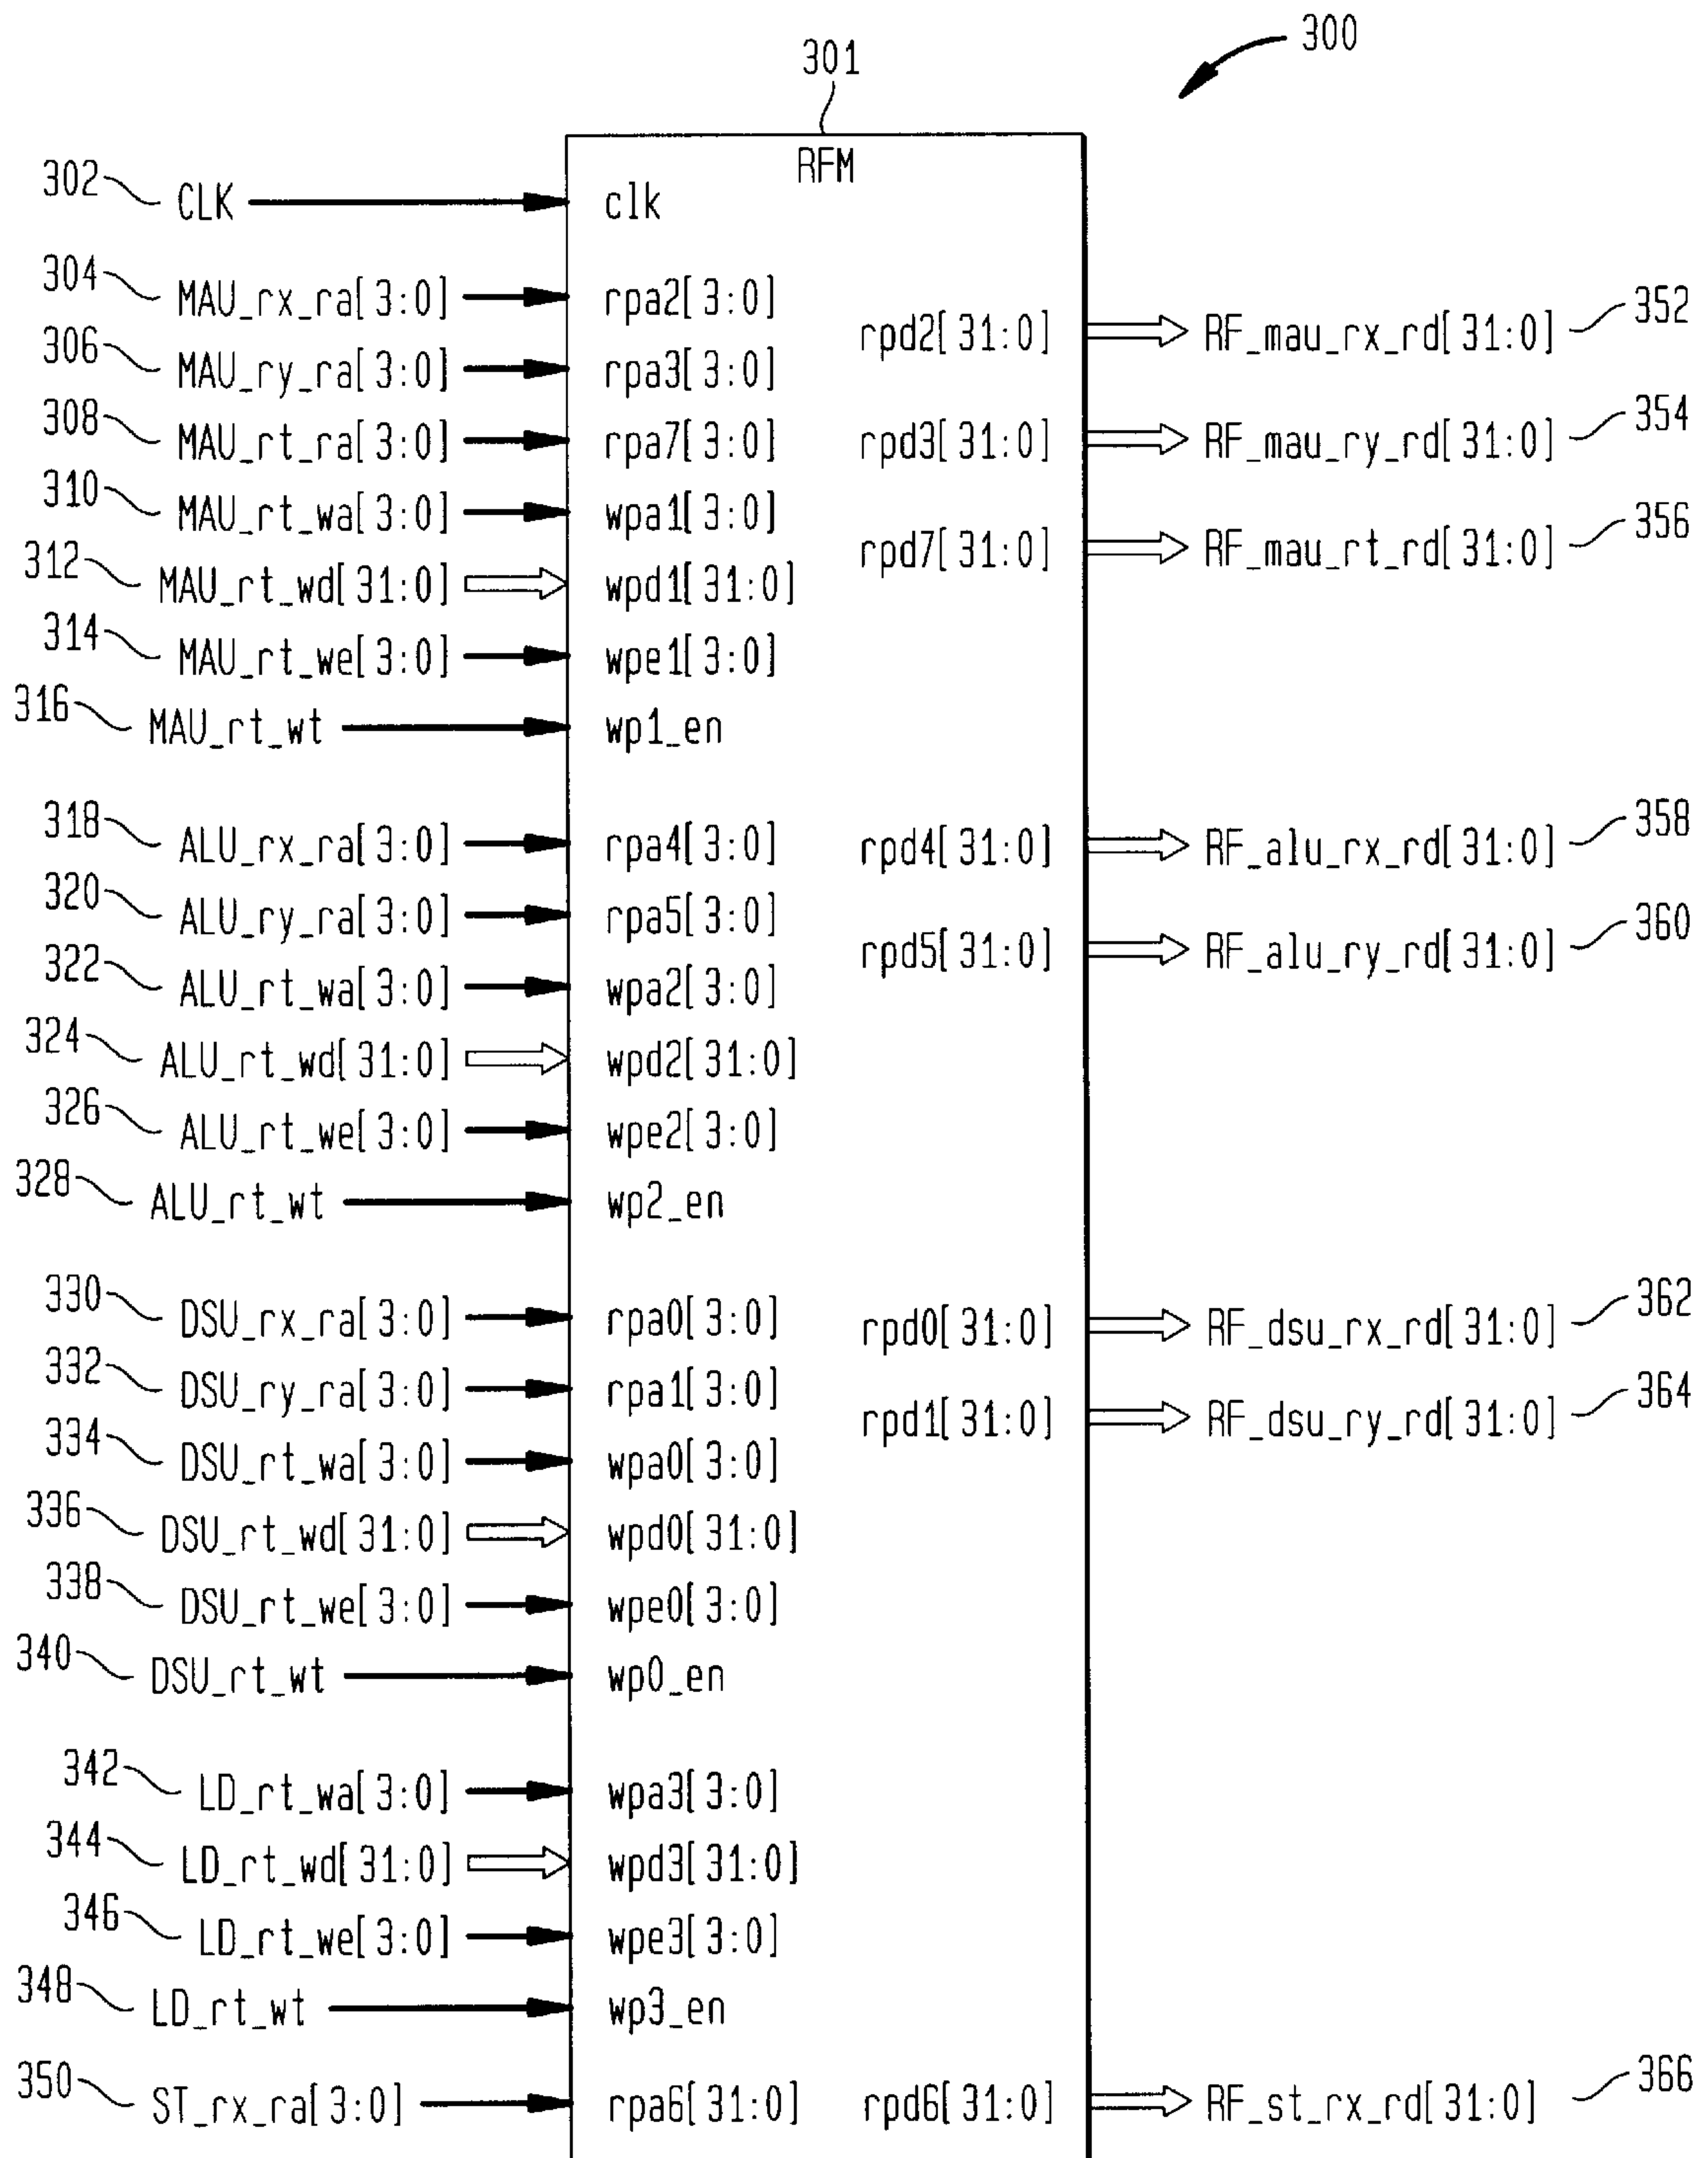 300
301
RFM
302 CLK clk
304 MAU_rx_ra[3:0] rpa2[3:0]
rpd2[31:0] RF_mau_rx_rd[31:0] 352
306 MAU_ry_ra[3:0] rpa3[3:0]
308 MAU_rt_ra[3:0] rpa7[3:0] rpd3[31:0] RF_mau_ry_rd[31:0] 354
310 MAU_rt_wa[3:0] wpa1[3:0]
rpd7[31:0] RF_mau_rt_rd[31:0] 356
312 MAU_rt_wd[31:0] wpd1[31:0]
314 MAU_rt_we[3:0] wpe1[3:0]
316 MAU_rt_wt wp1_en
318 ALU_rx_ra[3:0] rpa4[3:0] rpd4[31:0] RF_alu_rx_rd[31:0] 358
320 ALU_ry_ra[3:0] rpa5[3:0]
rpd5[31:0] RF_alu_ry_rd[31:0] 360
322 ALU_rt_wa[3:0] wpa2[3:0]
324 ALU_rt_wd[31:0] wpd2[31:0]
326 ALU_rt_we[3:0] wpe2[3:0]
328 ALU_rt_wt wp2_en
330 DSU_rx_ra[3:0] rpa0[3:0] rpd0[31:0] RF_dsu_rx_rd[31:0] 362
332 DSU_ry_ra[3:0] rpa1[3:0]
rpd1[31:0] RF_dsu_ry_rd[31:0] 364
334 DSU_rt_wa[3:0] wpa0[3:0]
336 DSU_rt_wd[31:0] wpd0[31:0]
338 DSU_rt_we[3:0] wpe0[3:0]
340 DSU_rt_wt wp0_en
342 LD_rt_wa[3:0] wpa3[3:0]
344 LD_rt_wd[31:0] wpd3[31:0]
346 LD_rt_we[3:0] wpe3[3:0]
348 LD_rt_wt wp3_en
350 ST_rx_ra[3:0] rpa6[31:0] rpd6[31:0] RF_st_rx_rd[31:0] 366